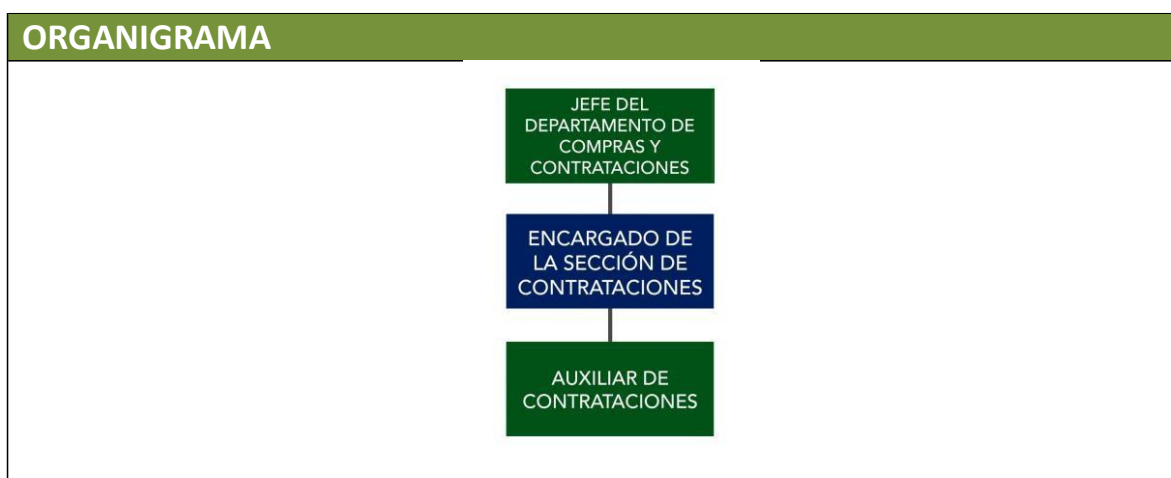 ORGANIGRAMA
JEFE DEL
DEPARTAMENTO DE
COMPRAS Y
CONTRATACIONES
ENCARGADO DE
LA SECCIÓN DE
CONTRATACIONES
AUXILIAR DE
CONTRATACIONES